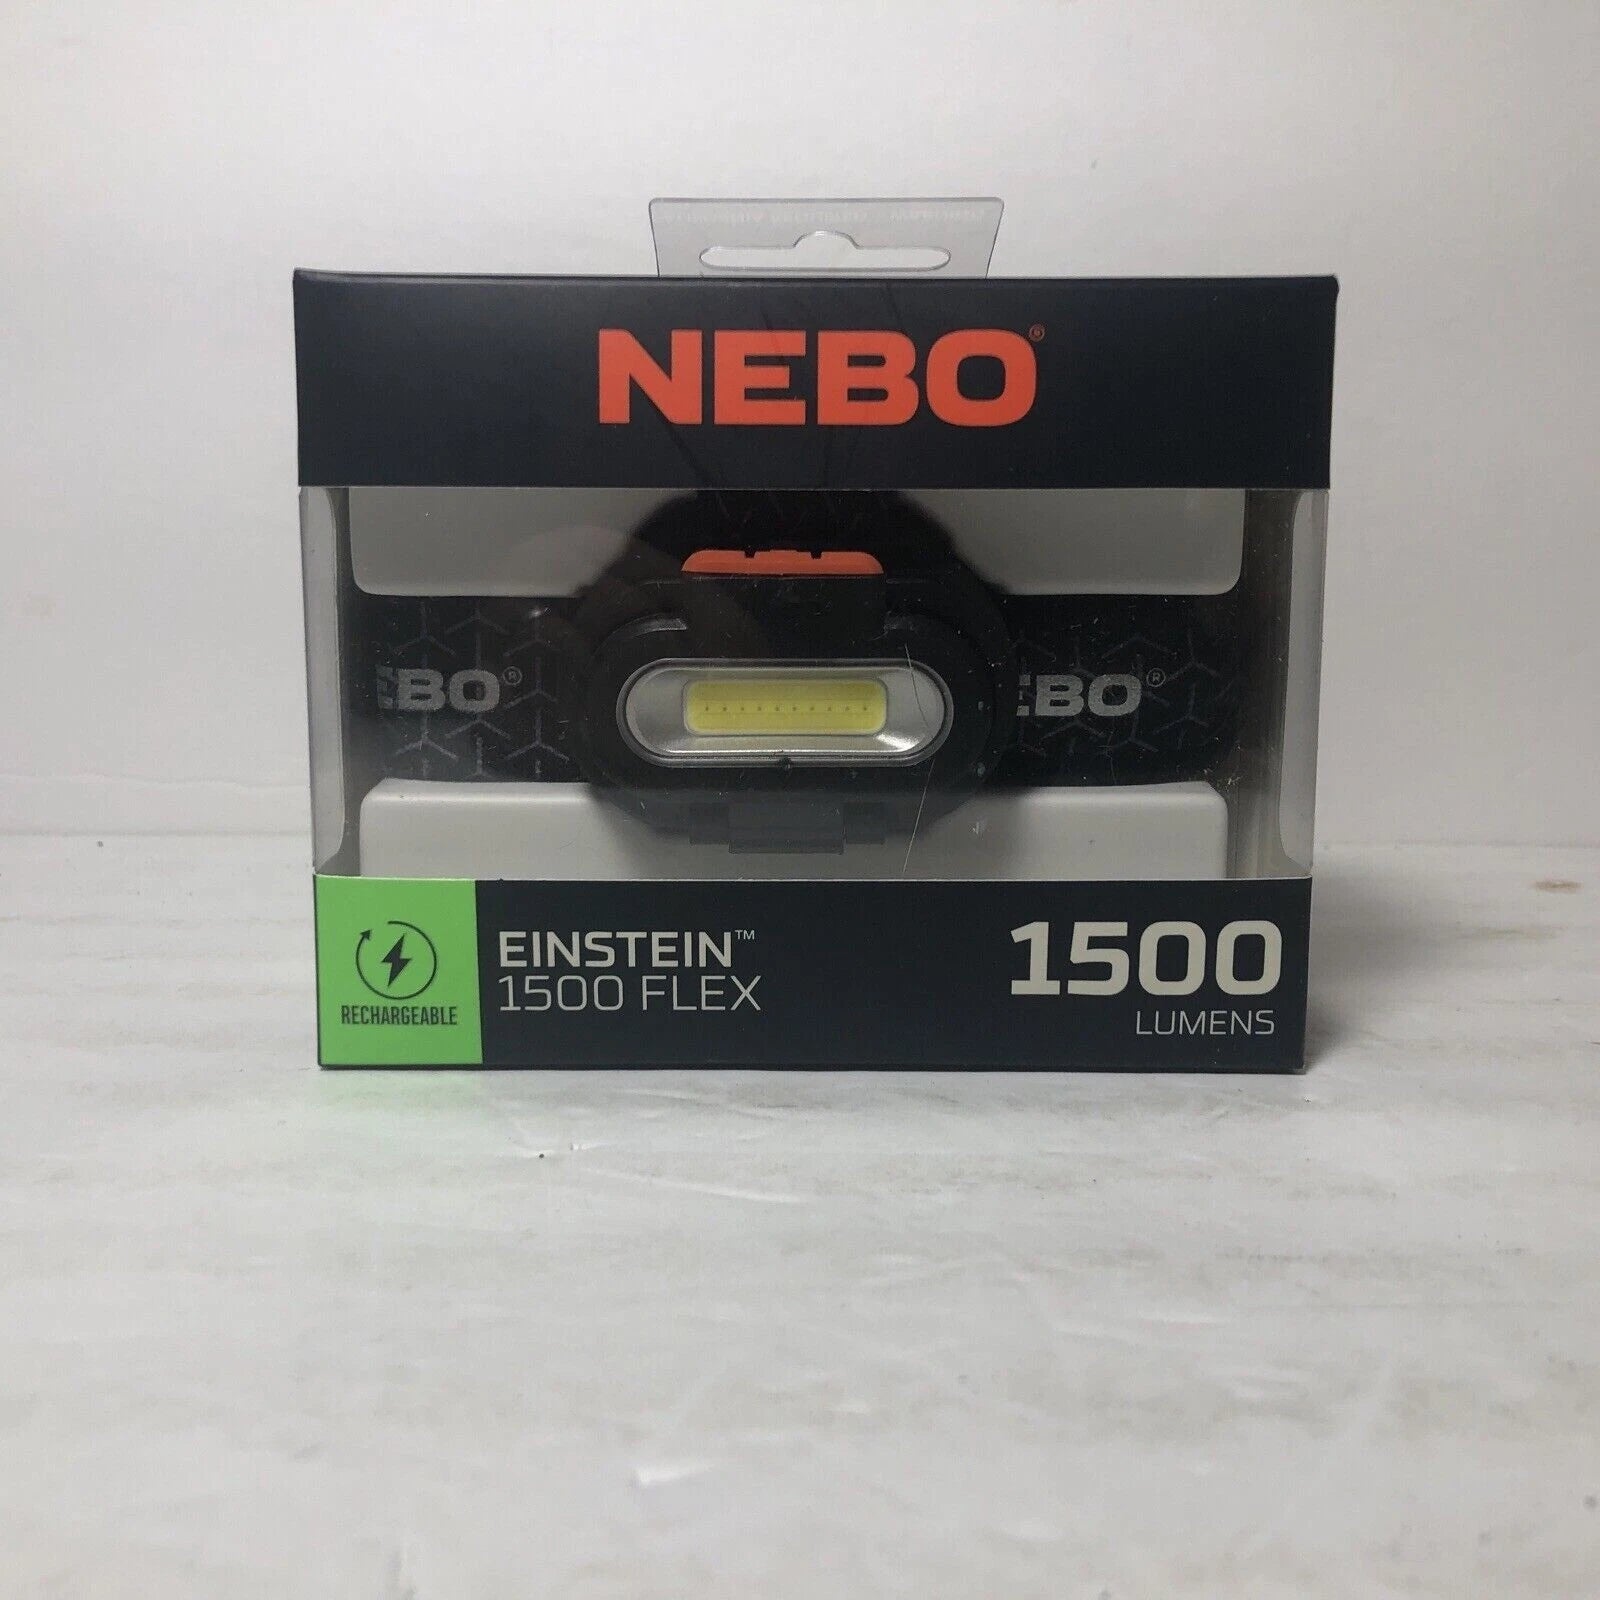 NEBO®
EBO® EBO®
RECHARGEABLE
EINSTEIN™
1500 FLEX
1500
LUMENS